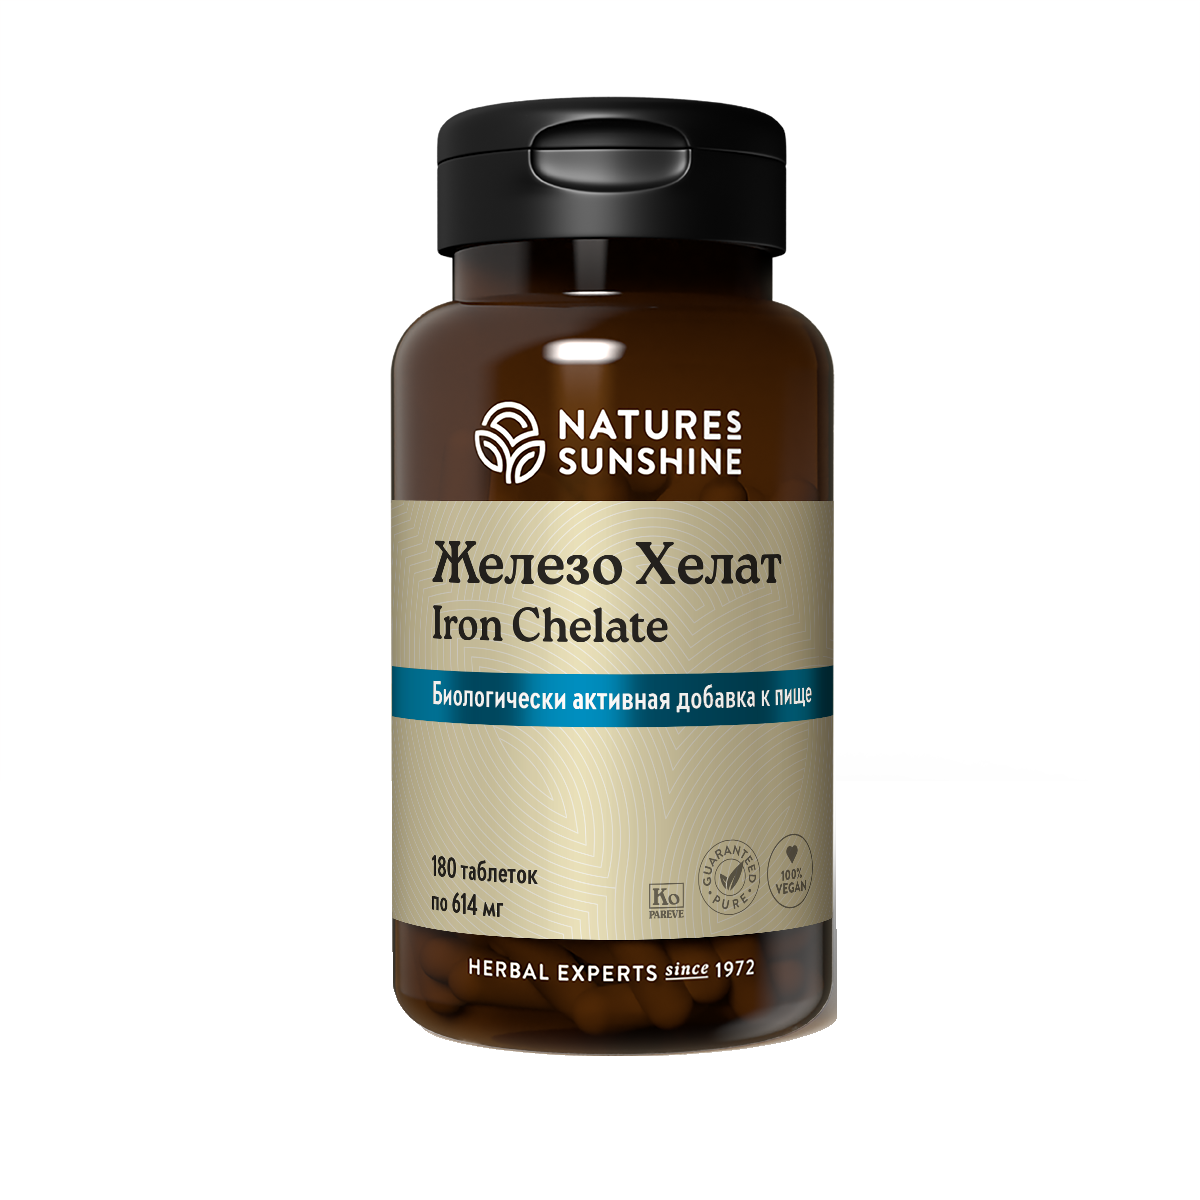 NATURES
SUNSHINE
Железо Хелат
Iron Chelate
Биологически активная добавка к пище
180 таблеток
по 614 мг
Ko
PAREVE
GUARANTEED
PURE
100%
VEGAN
HERBAL EXPERTS since 1972